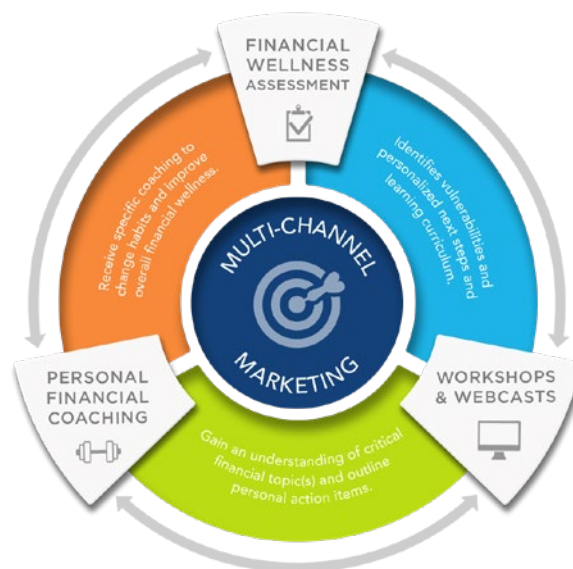 FINANCIAL
WELLNESS
ASSESSMENT
Receive specific coaching to
change habits and improve
overall financial wellness.
Identifies vulnerabilities and
personalized next steps and
learning curriculum.
MULTI-CHANNEL
MARKETING
PERSONAL
FINANCIAL
COACHING
WORKSHOPS
& WEBCASTS
Gain an understanding of critical
financial topic(s) and outline
personal action items.